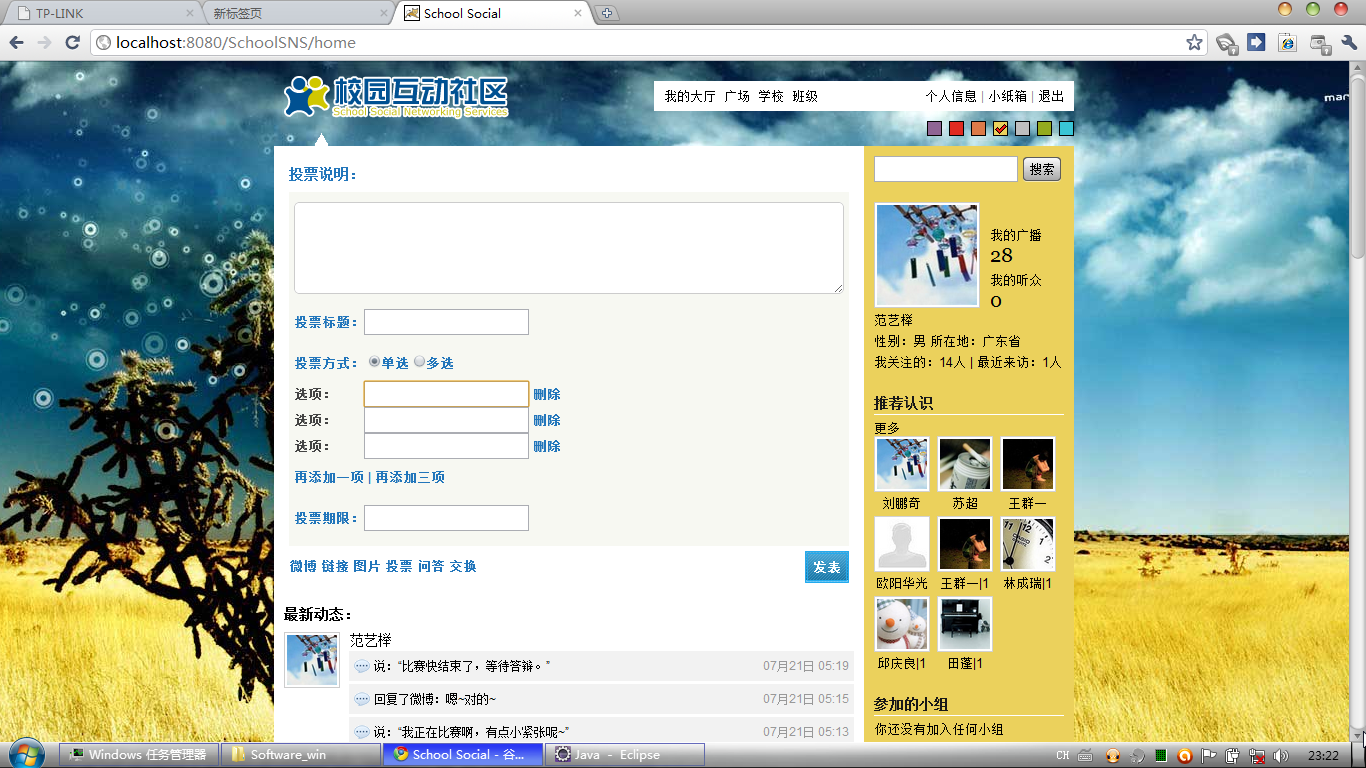 TP-LINK 新标签页 School Social
localhost:8080/SchoolSNS/home
校园互动社区
School Social Networking Services
我的大厅 广场 学校 班级 个人信息 | 小纸箱 | 退出
投票说明：
投票标题：
投票方式： 单选 多选
选项： 删除
选项： 删除
选项： 删除
再添加一项 | 再添加三项
投票期限：
微博 链接 图片 投票 问答 交换
发表
最新动态：
范艺榉
说：“比赛快结束了，等待答辩。” 07月21日 05:19
回复了微博：嗯~对的~ 07月21日 05:15
说：“我正在比赛啊，有点小紧张呢~” 07月21日 05:13
搜索
我的广播
28
我的听众
0
范艺榉
性别：男 所在地：广东省
我关注的：14人 | 最近来访：1人
推荐认识
更多
刘鹏奇 苏超 王群一
欧阳华光 王群一|1 林成瑞|1
邱庆良|1 田蓬|1
参加的小组
你还没有加入任何小组
Windows 任务管理器 Software_win School Social - 谷... Java - Eclipse CH 23:22